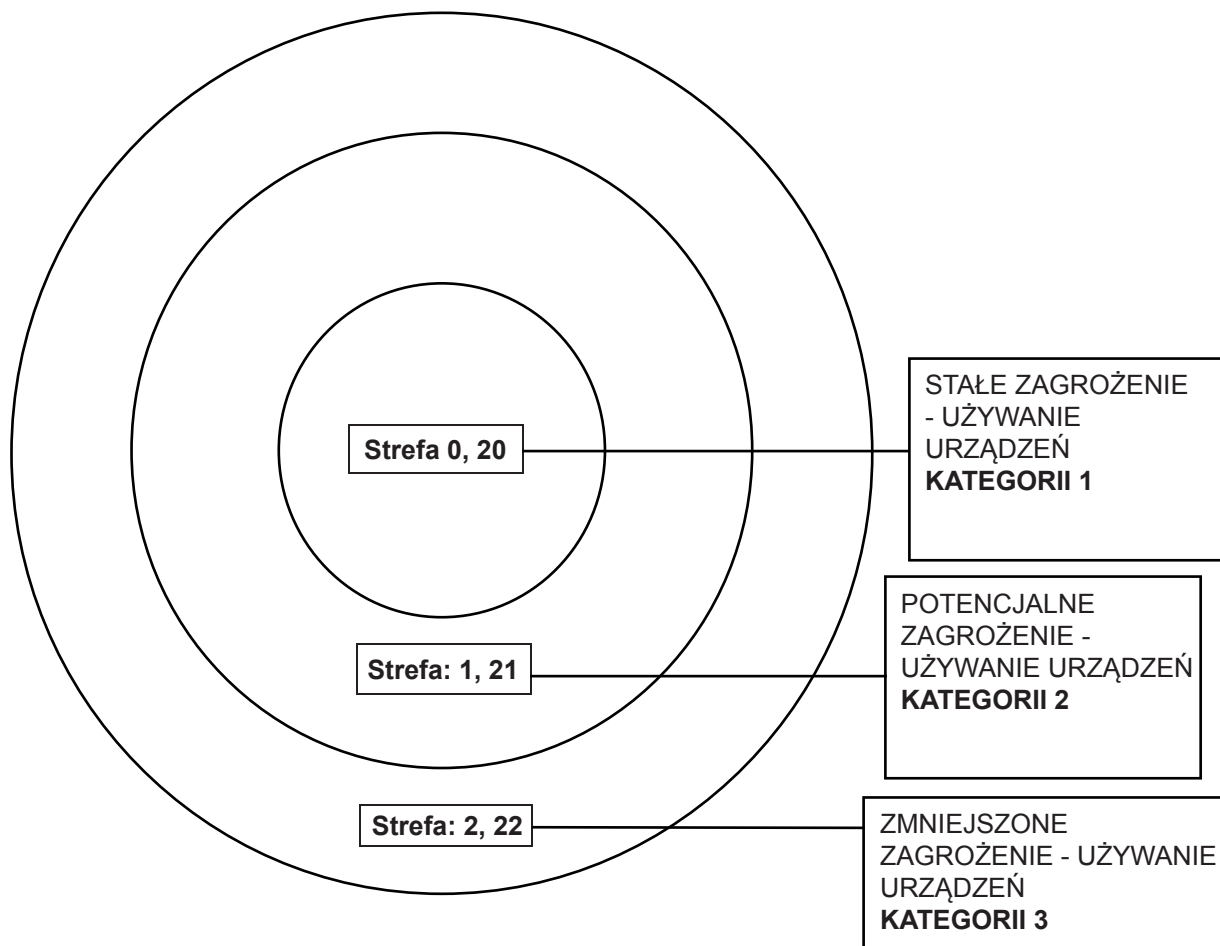 Strefa 0, 20
STAŁE ZAGROŻENIE
- UŻYWANIE
URZĄDZEŃ
KATEGORII 1
Strefa: 1, 21
POTENCJALNE
ZAGROŻENIE -
UŻYWANIE URZĄDZEŃ
KATEGORII 2
Strefa: 2, 22
ZMNIEJSZONE
ZAGROŻENIE - UŻYWANIE
URZĄDZEŃ
KATEGORII 3